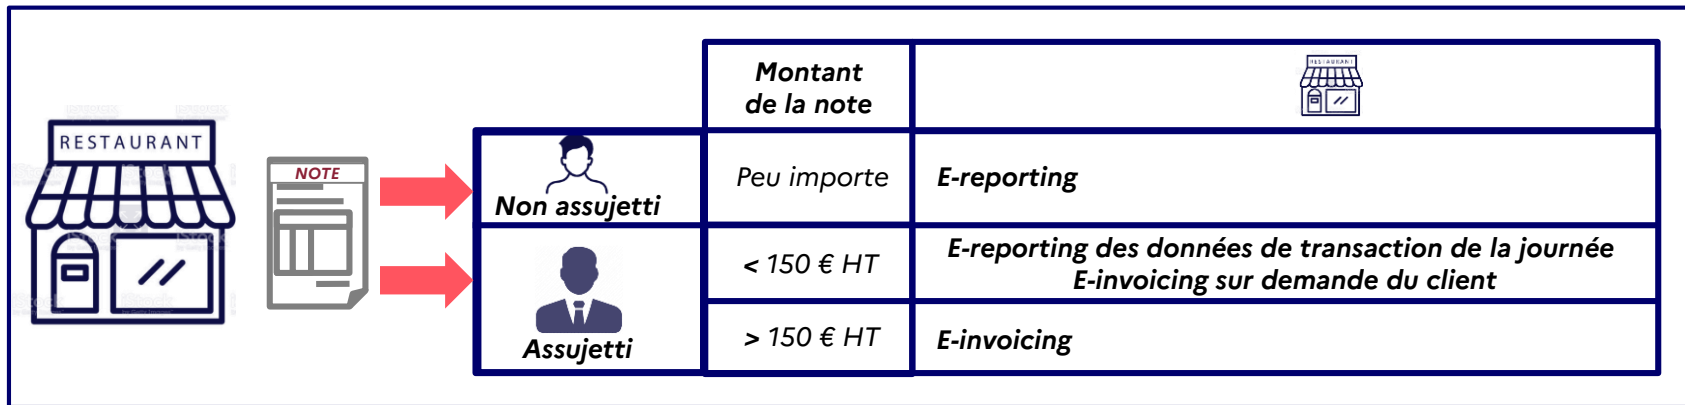 Montant
de la note
RESTAURANT
RESTAURANT
NOTE
Non assujetti
Peu importe
E-reporting
Assujetti
< 150 € HT
E-reporting des données de transaction de la journée
E-invoicing sur demande du client
> 150 € HT
E-invoicing